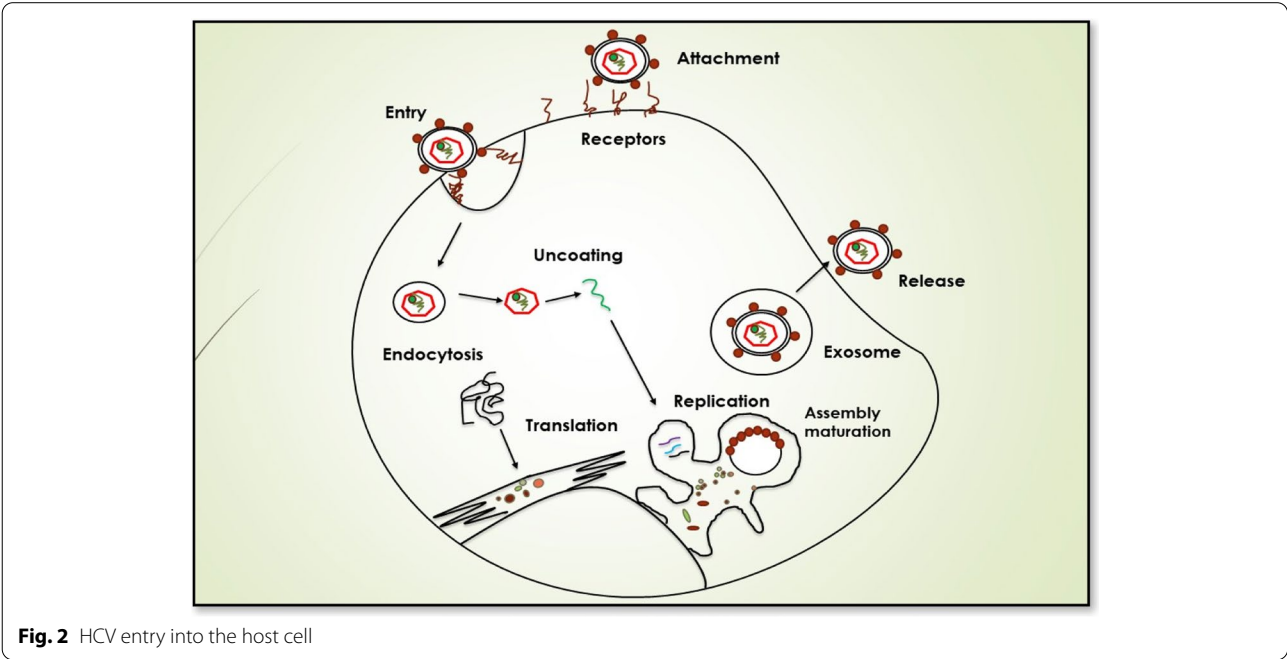 Attachment
Entry
Receptors
Uncoating
Release
Endocytosis
Exosome
Replication
Assembly
maturation
Translation
Fig. 2 HCV entry into the host cell